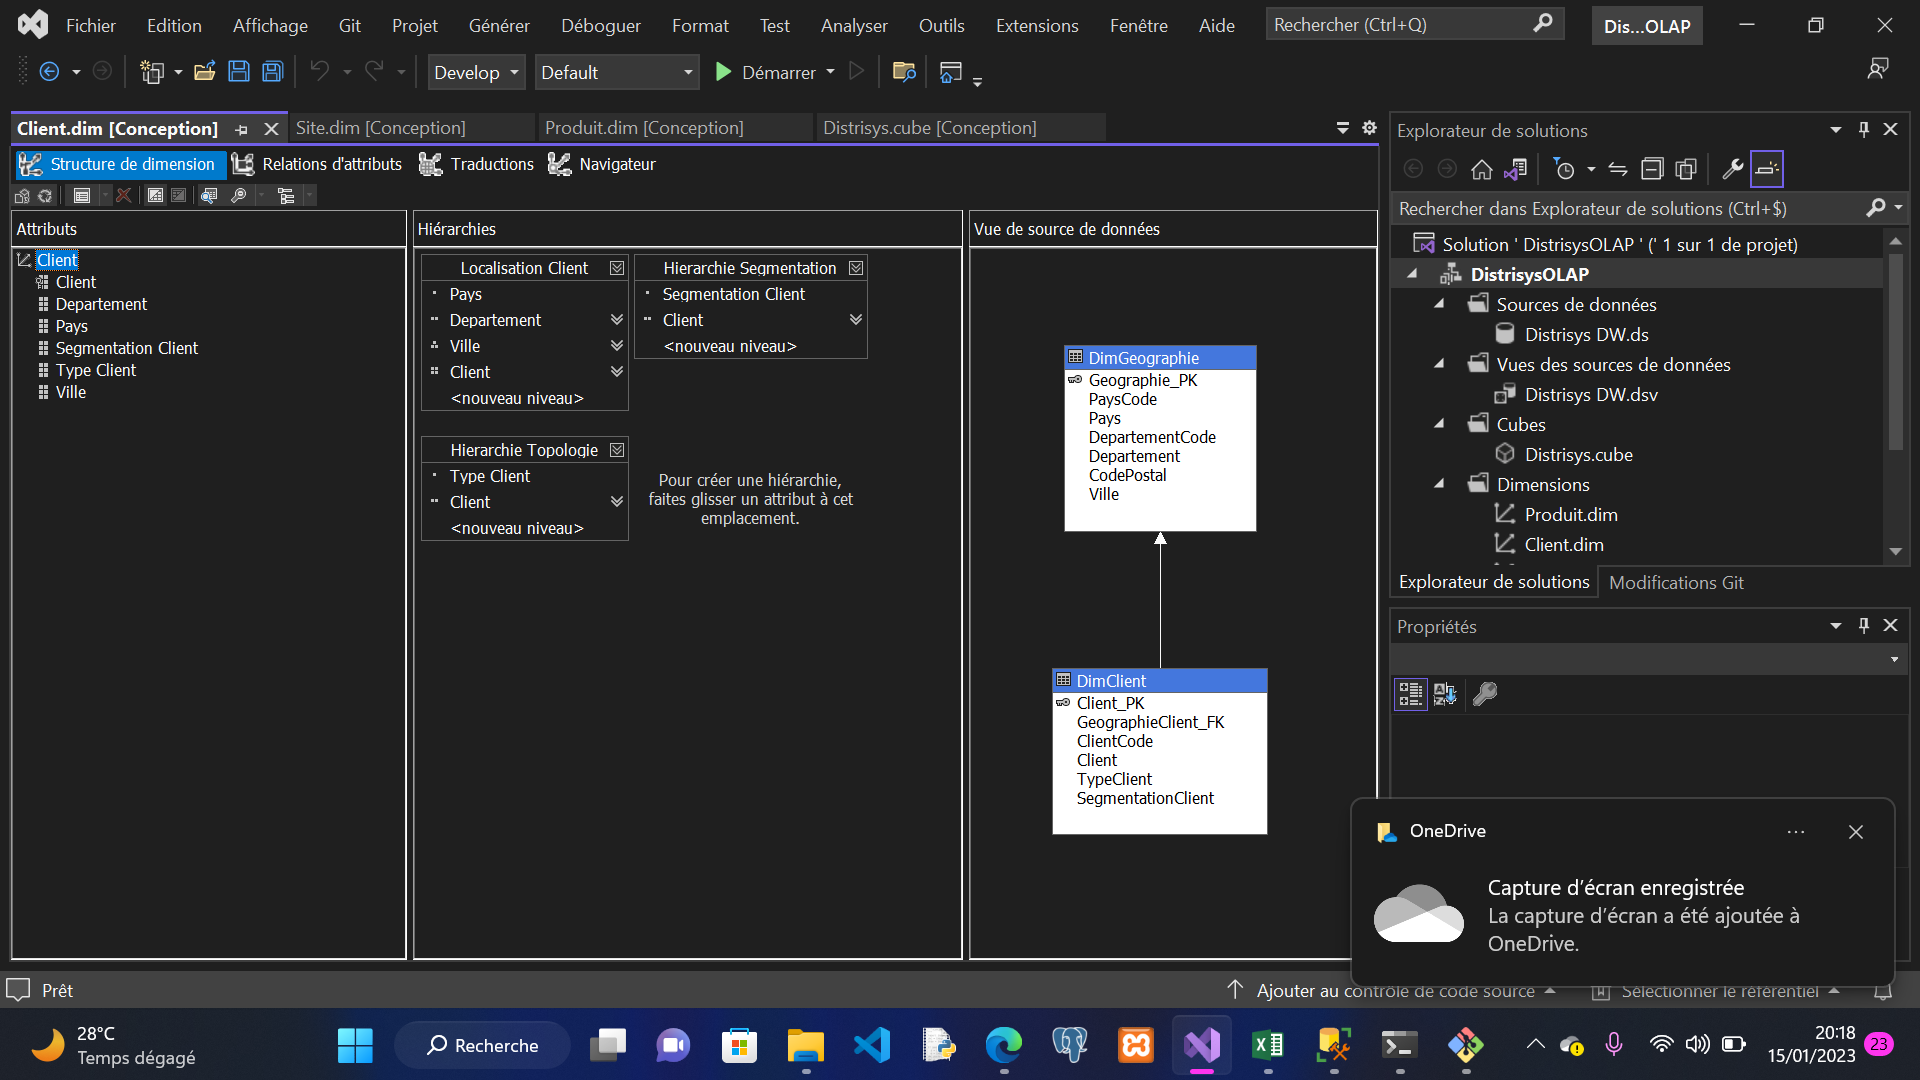 Fichier Edition Affichage Git Projet Générer Déboguer Format Test Analyser Outils Extensions Fenêtre Aide Rechercher (Ctrl+Q) Dis...OLAP
Develop Default Démarrer
Client.dim [Conception] Site.dim [Conception] Produit.dim [Conception] Distrisys.cube [Conception]
Structure de dimension Relations d'attributs Traductions Navigateur
Attributs
Client
Client
Departement
Pays
Segmentation Client
Type Client
Ville
Hiérarchies
Localisation Client
Pays
Departement
Ville
Client
<nouveau niveau>
Hierarchie Segmentation
Segmentation Client
Client
<nouveau niveau>
Hierarchie Topologie
Type Client
Client
<nouveau niveau>
Pour créer une hiérarchie,
faites glisser un attribut à cet
emplacement.
Vue de source de données
DimGeographie
Geographie_PK
PaysCode
Pays
DepartementCode
Departement
CodePostal
Ville
DimClient
Client_PK
GeographieClient_FK
ClientCode
Client
TypeClient
SegmentationClient
Explorateur de solutions
Rechercher dans Explorateur de solutions (Ctrl+$)
Solution ' DistrisysOLAP ' (' 1 sur 1 de projet)
DistrisysOLAP
Sources de données
Distrisys DW.ds
Vues des sources de données
Distrisys DW.dsv
Cubes
Distrisys.cube
Dimensions
Produit.dim
Client.dim
Explorateur de solutions Modifications Git
Propriétés
OneDrive
Capture d'écran enregistrée
La capture d'écran a été ajoutée à
OneDrive.
Prêt
Ajouter au contrôle de code source Sélectionner le référentiel
28°C
Temps dégagé
Recherche
20:18
15/01/2023
23